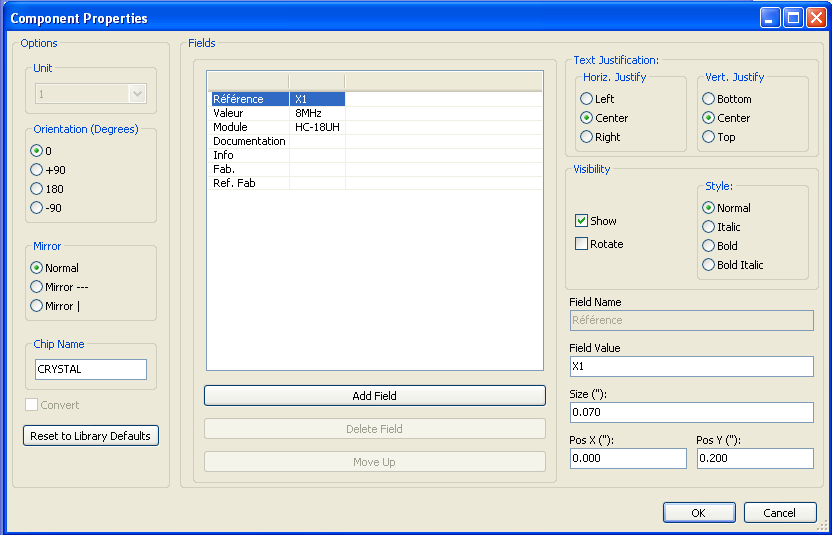 Component Properties
Options
Unit
1
Orientation (Degrees)
0
+90
180
-90
Mirror
Normal
Mirror ---
Mirror |
Chip Name
CRYSTAL
Convert
Reset to Library Defaults
Fields
Référence X1
Valeur 8MHz
Module HC-18UH
Documentation
Info
Fab.
Ref. Fab
Add Field
Delete Field
Move Up
Text Justification:
Horiz. Justify
Left
Center
Right
Vert. Justify
Bottom
Center
Top
Visibility
Show
Rotate
Style:
Normal
Italic
Bold
Bold Italic
Field Name
Référence
Field Value
X1
Size ("):
0.070
Pos X ("):
0.000
Pos Y ("):
0.200
OK
Cancel